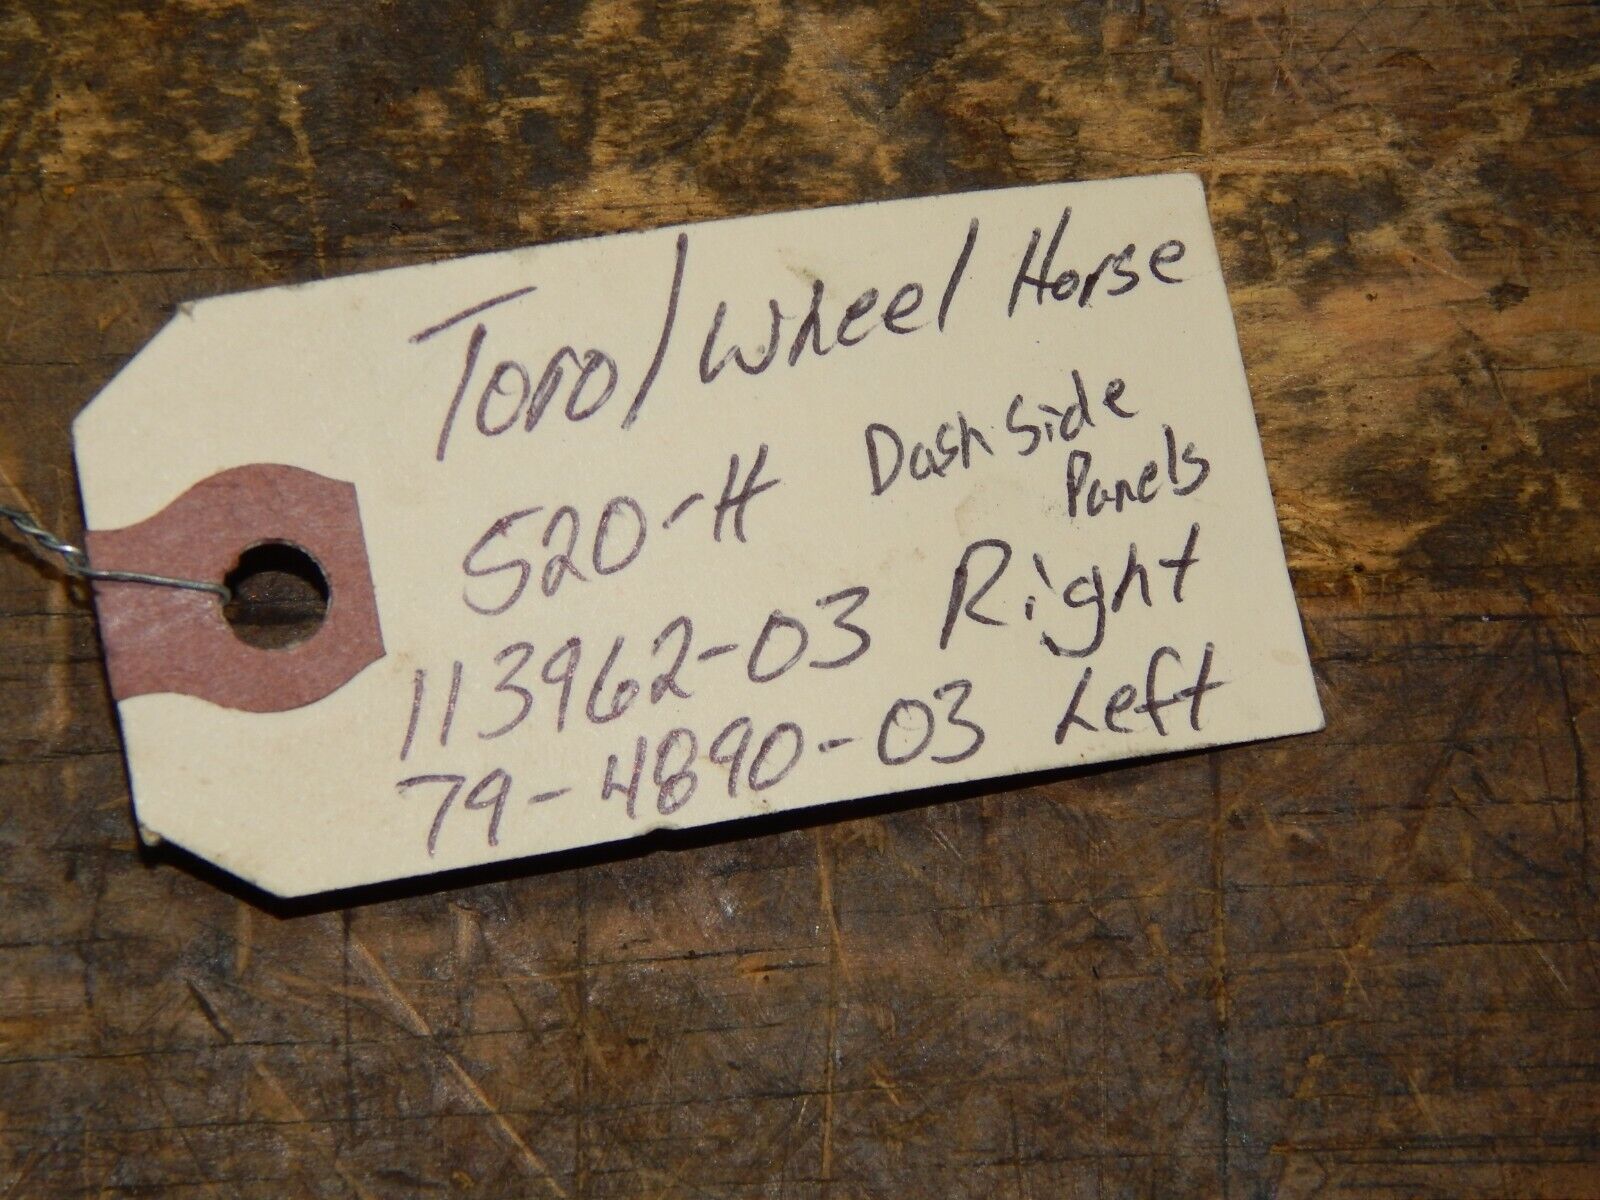 Toro/Wheel Horse
520-H Dash Side Panels
113962-03 Right
79-4890-03 Left